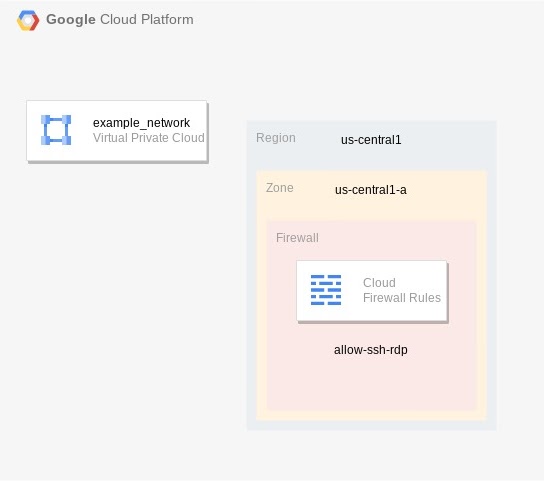 Google Cloud Platform
example_network
Virtual Private Cloud
Region us-central1
Zone us-central1-a
Firewall
Cloud
Firewall Rules
allow-ssh-rdp